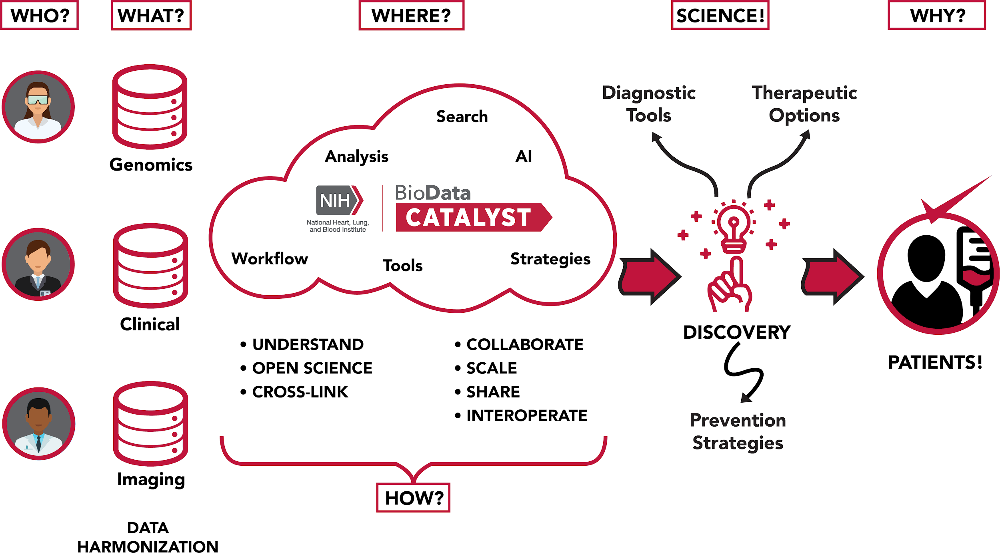 WHO?
WHAT?
WHERE?
SCIENCE!
WHY?
Genomics
Clinical
Imaging
DATA
HARMONIZATION
Search
Analysis
AI
NIH
National Heart, Lung,
and Blood Institute
BioData
CATALYST
Workflow
Tools
Strategies
• UNDERSTAND
• OPEN SCIENCE
• CROSS-LINK
• COLLABORATE
• SCALE
• SHARE
• INTEROPERATE
HOW?
Diagnostic
Tools
Therapeutic
Options
DISCOVERY
Prevention
Strategies
PATIENTS!